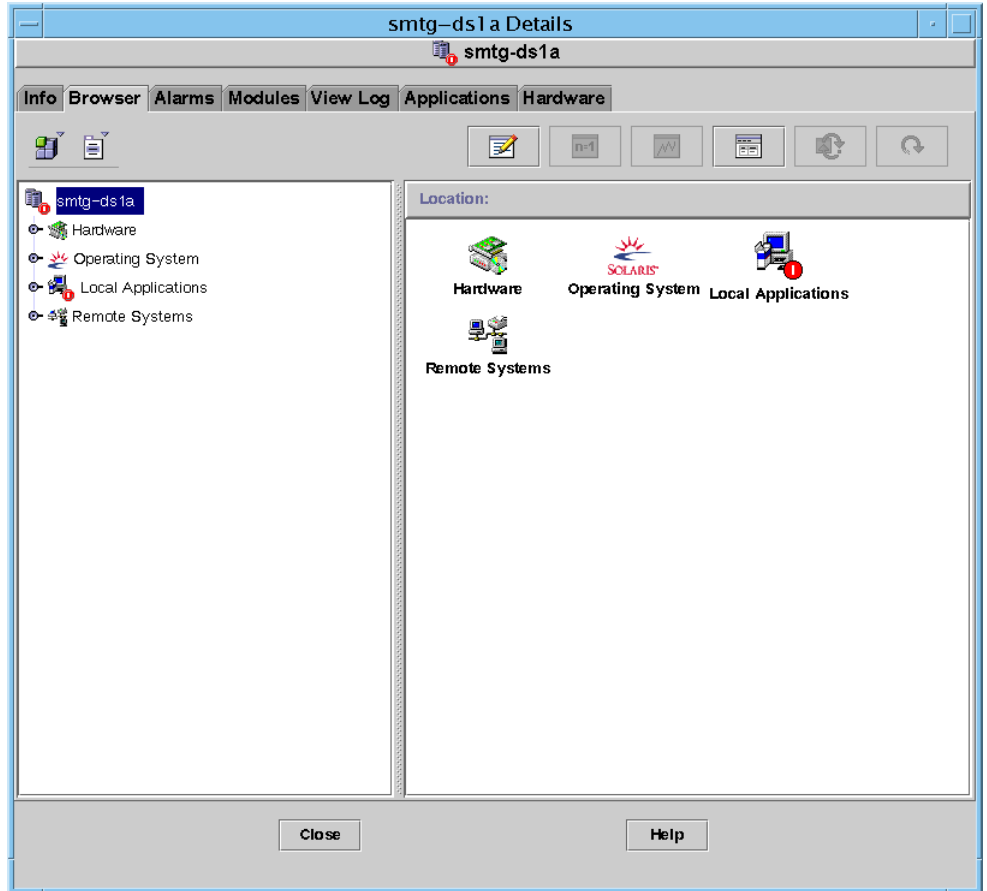 smtg-ds1a Details
smtg-ds1a
Info Browser Alarms Modules View Log Applications Hardware
n=1
smtg-ds1a
Hardware
Operating System
Local Applications
Remote Systems
Location:
Hardware
SOLARIS
Operating System
Local Applications
Remote Systems
Close
Help